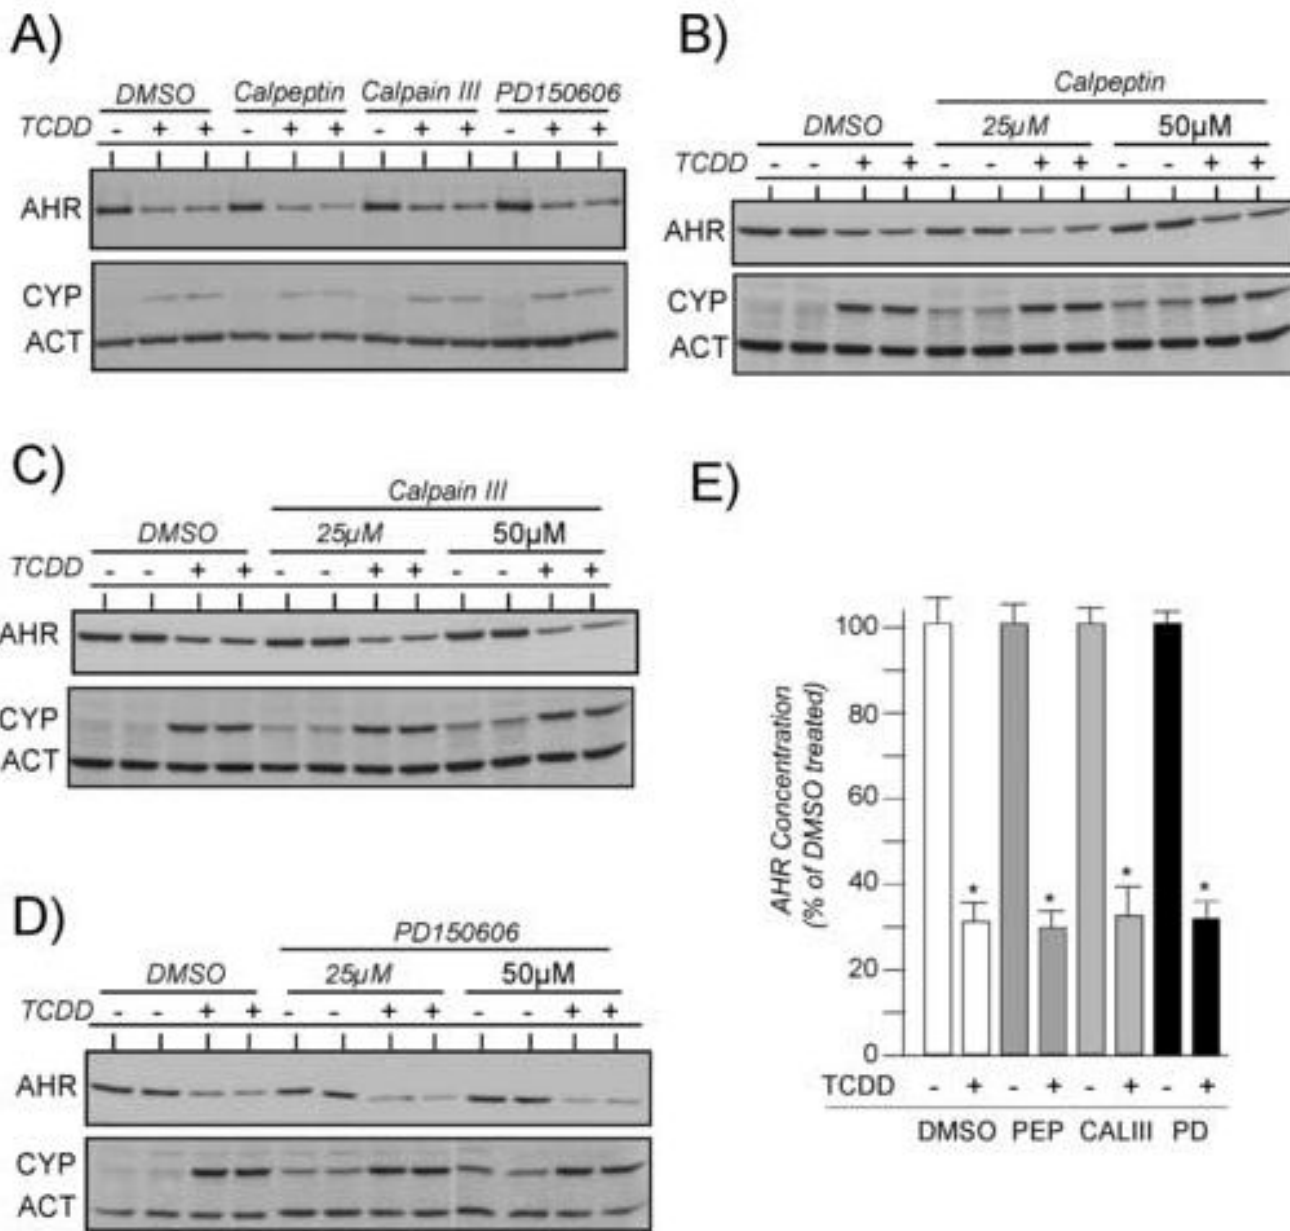 A)
DMSO Calpeptin Calpain III PD150606
TCDD - + + - + + - + + - + +
AHR
CYP
ACT
B)
Calpeptin
DMSO 25µM 50µM
TCDD - - + + - - + + - - + +
AHR
CYP
ACT
C)
Calpain III
DMSO 25µM 50µM
TCDD - - + + - - + + - - + +
AHR
CYP
ACT
D)
PD150606
DMSO 25µM 50µM
TCDD - - + + - - + + - - + +
AHR
CYP
ACT
E)
AHR Concentration
(% of DMSO treated)
100
80
60
40
20
0
* * * *
TCDD - + - + - + - +
DMSO PEP CALIII PD